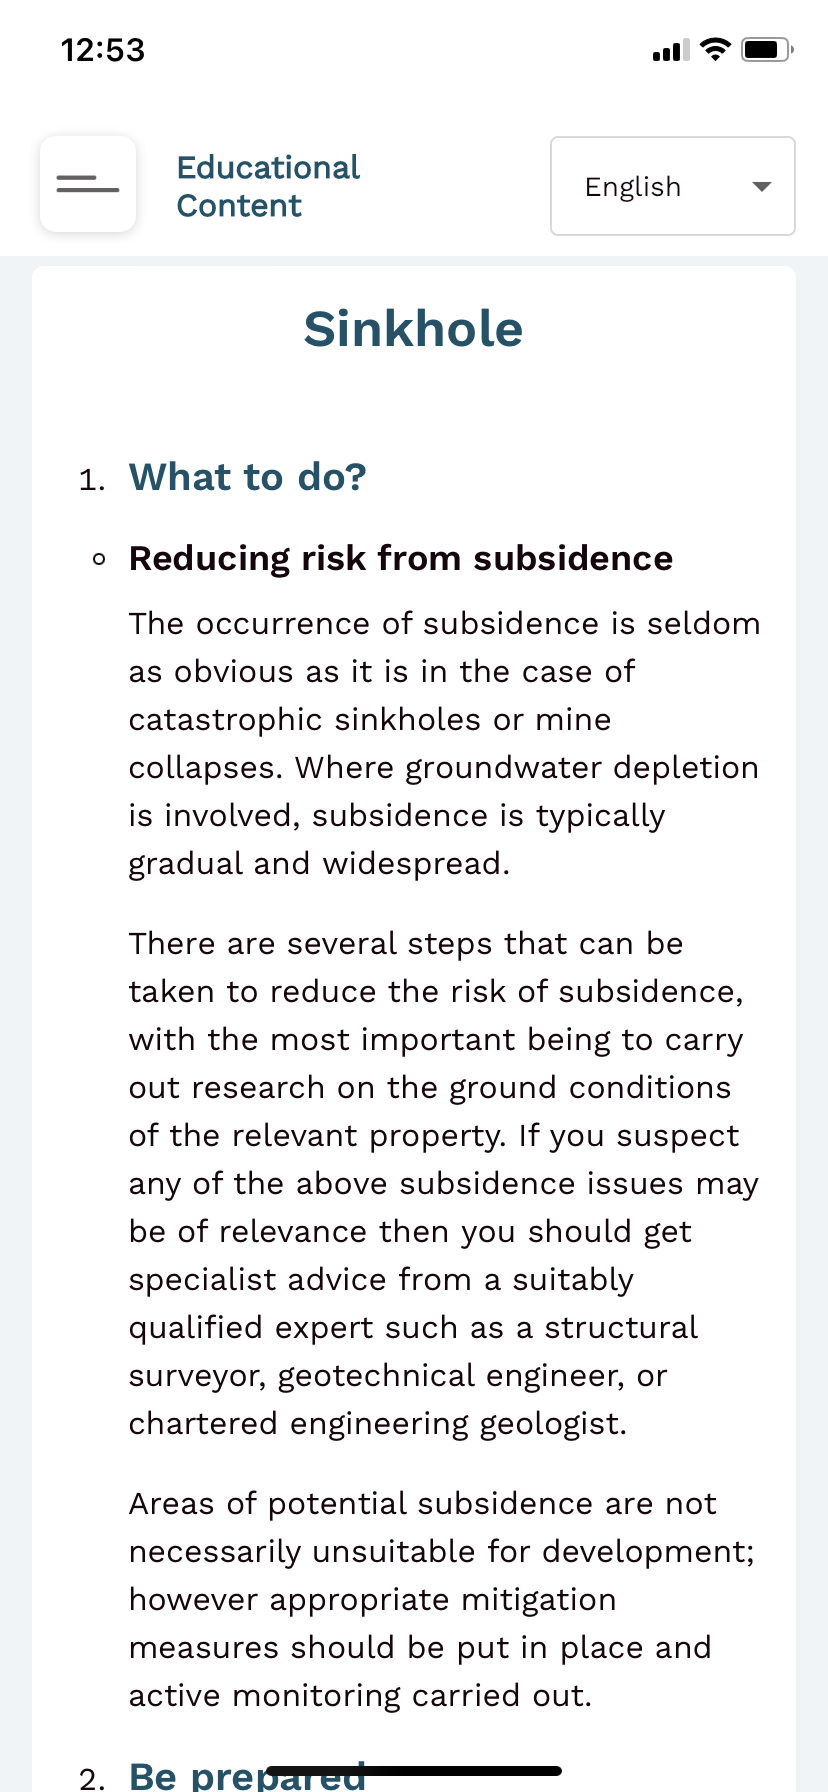 12:53
Educational
Content
English
Sinkhole
1. What to do?
Reducing risk from subsidence
The occurrence of subsidence is seldom
as obvious as it is in the case of
catastrophic sinkholes or mine
collapses. Where groundwater depletion
is involved, subsidence is typically
gradual and widespread.
There are several steps that can be
taken to reduce the risk of subsidence,
with the most important being to carry
out research on the ground conditions
of the relevant property. If you suspect
any of the above subsidence issues may
be of relevance then you should get
specialist advice from a suitably
qualified expert such as a structural
surveyor, geotechnical engineer, or
chartered engineering geologist.
Areas of potential subsidence are not
necessarily unsuitable for development;
however appropriate mitigation
measures should be put in place and
active monitoring carried out.
2. Be prepared